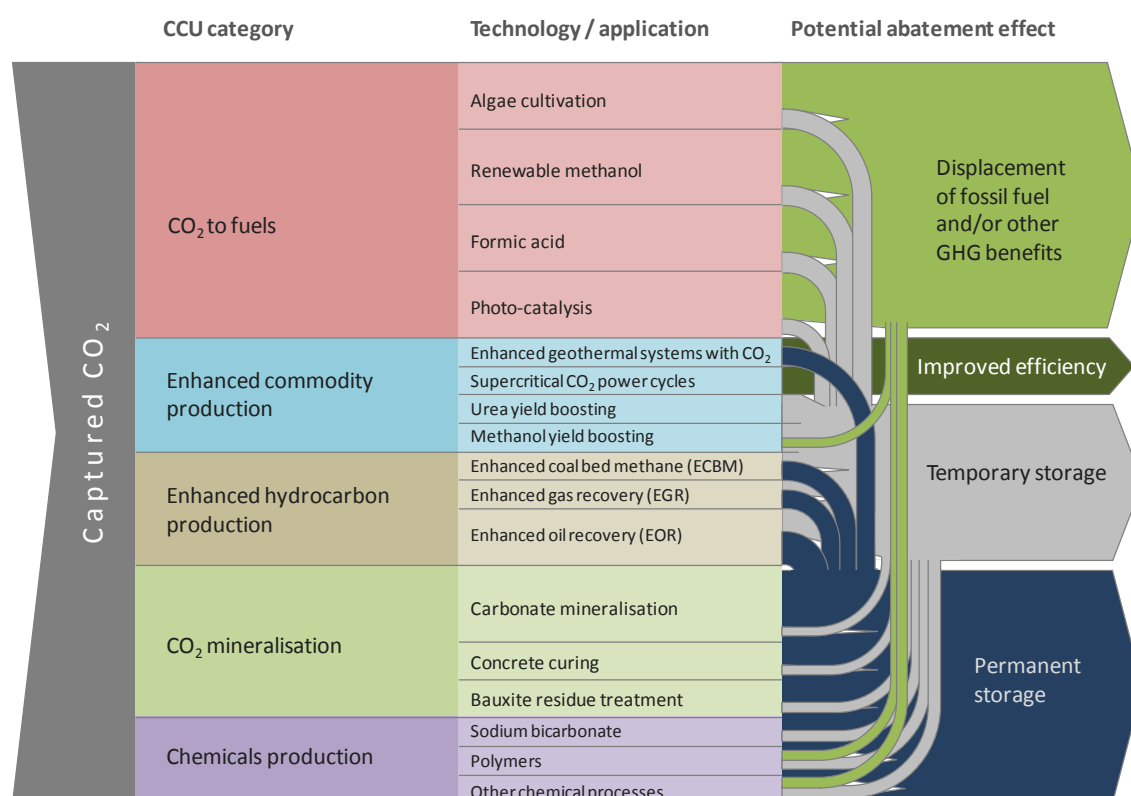 CCU category
Technology / application
Potential abatement effect
Captured CO2
CO2 to fuels
Algae cultivation
Renewable methanol
Formic acid
Photo-catalysis
Enhanced commodity
production
Enhanced geothermal systems with CO2
Supercritical CO2 power cycles
Urea yield boosting
Methanol yield boosting
Enhanced hydrocarbon
production
Enhanced coal bed methane (ECBM)
Enhanced gas recovery (EGR)
Enhanced oil recovery (EOR)
CO2 mineralisation
Carbonate mineralisation
Concrete curing
Bauxite residue treatment
Chemicals production
Sodium bicarbonate
Polymers
Other chemical processes
Displacement
of fossil fuel
and/or other
GHG benefits
Improved efficiency
Temporary storage
Permanent
storage